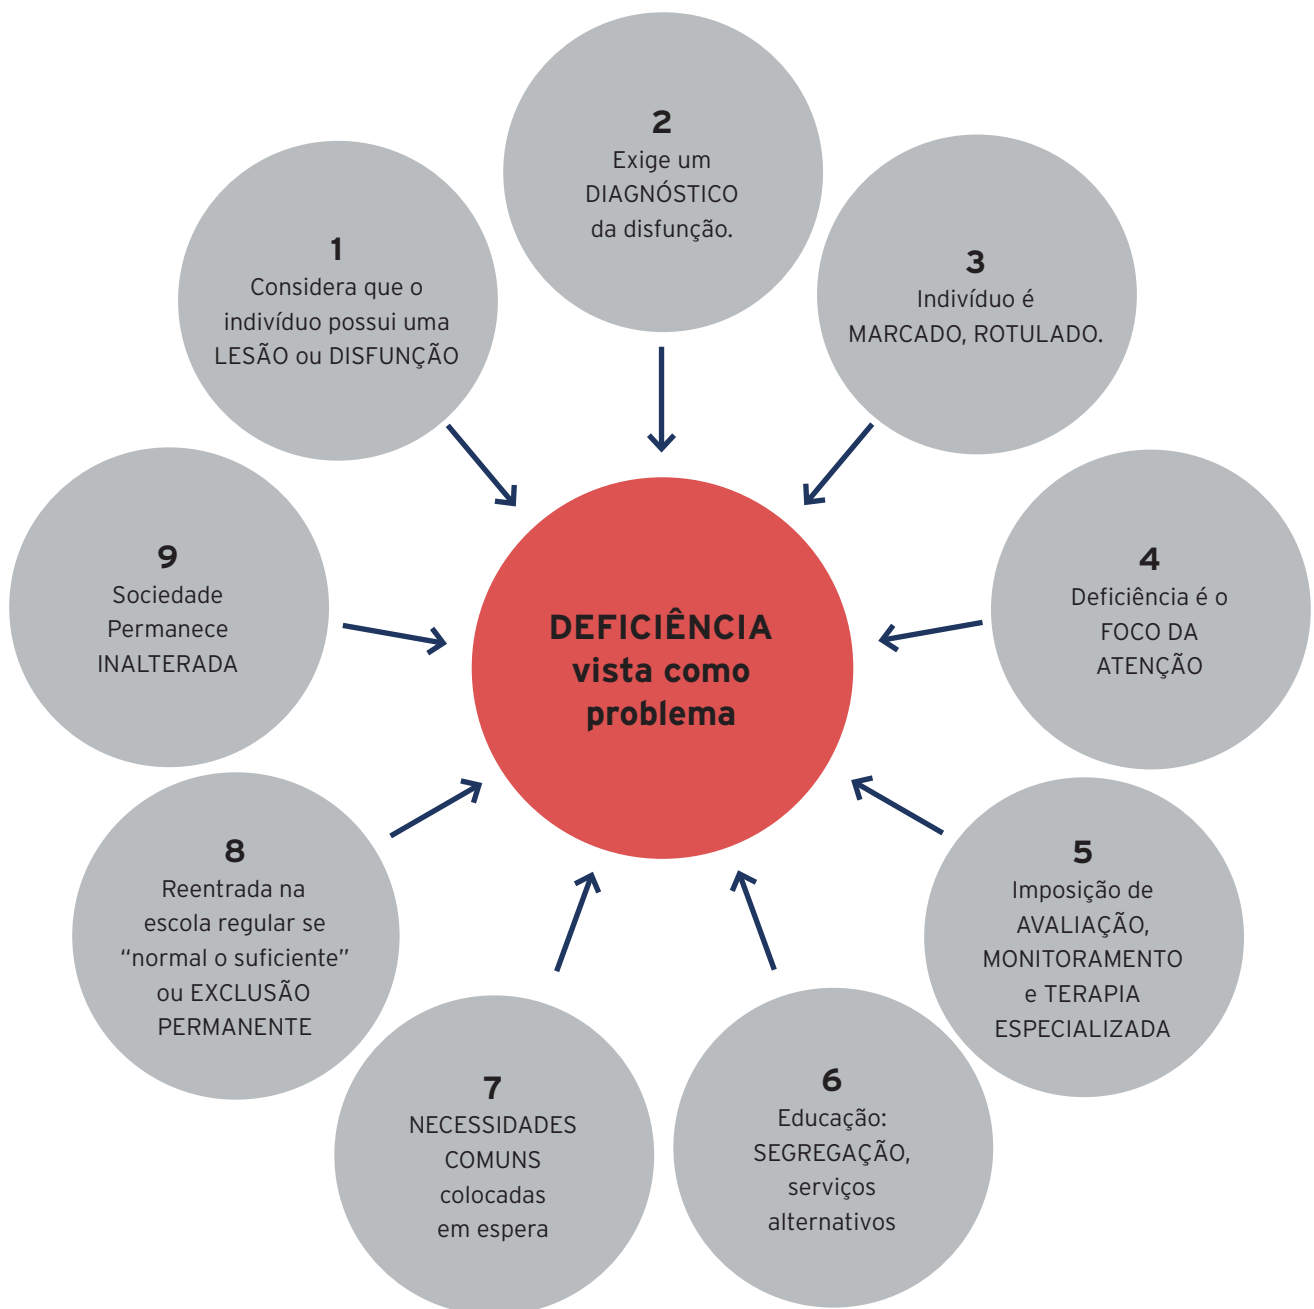 1
Considera que o
indivíduo possui uma
LESÃO ou DISFUNÇÃO
2
Exige um
DIAGNÓSTICO
da disfunção.
3
Indivíduo é
MARCADO, ROTULADO.
4
Deficiência é o
FOCO DA
ATENÇÃO
5
Imposição de
AVALIAÇÃO,
MONITORAMENTO
e TERAPIA
ESPECIALIZADA
6
Educação:
SEGREGAÇÃO,
serviços
alternativos
7
NECESSIDADES
COMUNS
colocadas
em espera
8
Reentrada na
escola regular se
“normal o suficiente”
ou EXCLUSÃO
PERMANENTE
9
Sociedade
Permanece
INALTERADA
DEFICIÊNCIA
vista como
problema